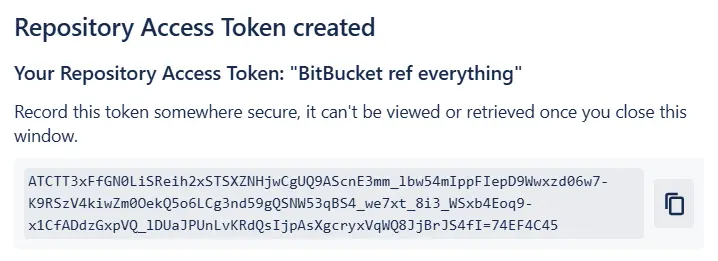 Repository Access Token created
Your Repository Access Token: "BitBucket ref everything"
Record this token somewhere secure, it can't be viewed or retrieved once you close this
window.
ATCTT3xFfGN0LiSReih2xSTSXZNHjwCgUQ9AScnE3mm_lbw54mIppFIepD9Wwxzd06w7-
K9RSzV4kiwZm0OekQ5o6LCg3nd59gQSNW53qBS4_we7xt_8i3_WSxb4Eoq9-
x1CfADdzGxpVQ_lDUaJPUnLvKRdQsIjpAsXgcryxVqWQ8JjBrJS4fI=74EF4C45